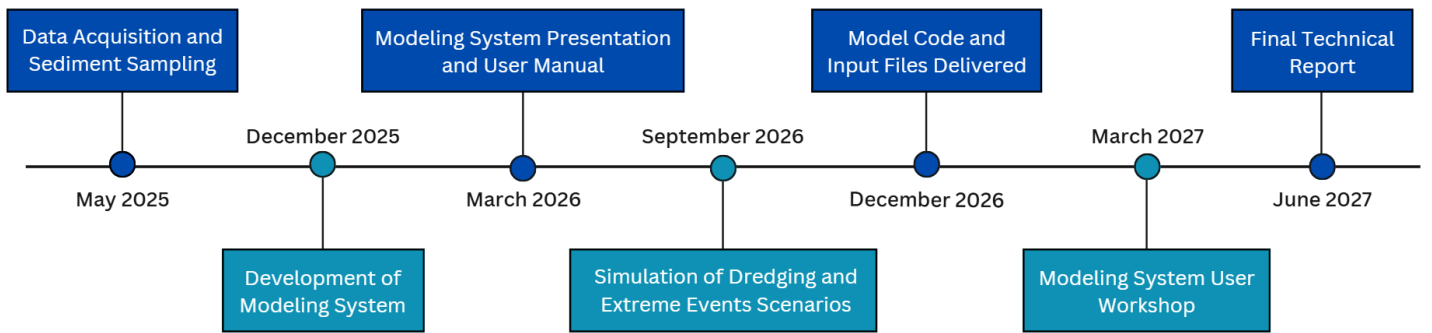 Data Acquisition and
Sediment Sampling
May 2025
December 2025
Development of
Modeling System
Modeling System Presentation
and User Manual
March 2026
September 2026
Simulation of Dredging and
Extreme Events Scenarios
Model Code and
Input Files Delivered
December 2026
March 2027
Modeling System User
Workshop
Final Technical
Report
June 2027